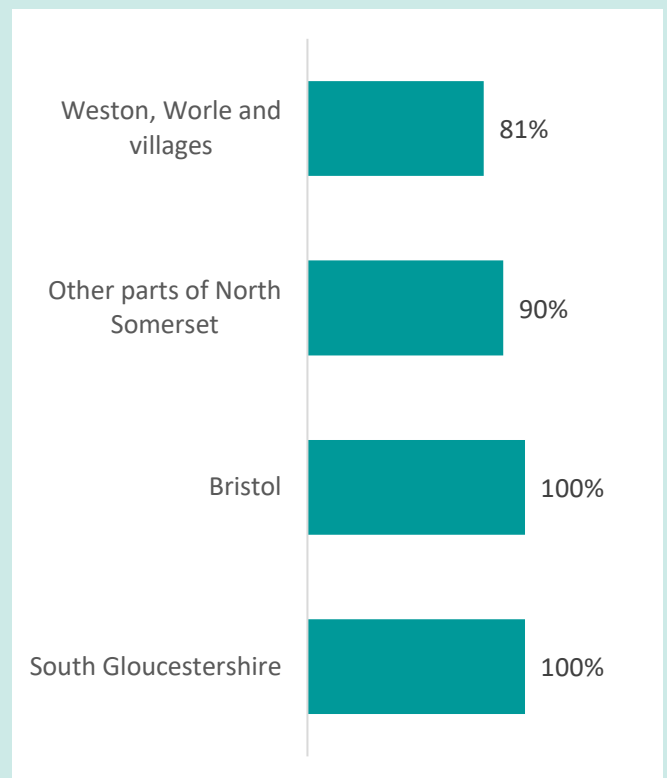 Weston, Worle and
villages
81%
Other parts of North
Somerset
90%
Bristol
100%
South Gloucestershire
100%